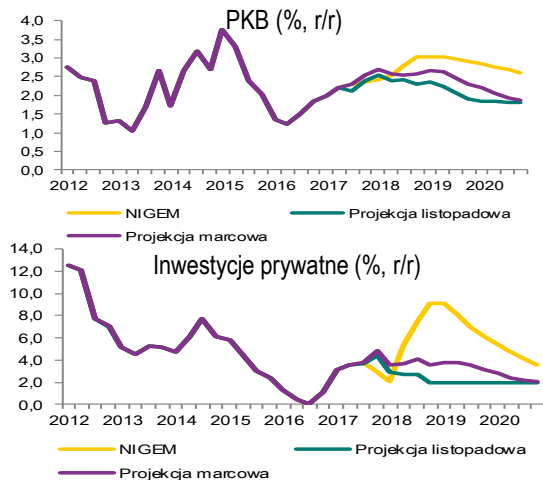 PKB (%, r/r)
4,0
3,5
3,0
2,5
2,0
1,5
1,0
0,5
0,0
2012 2013 2014 2015 2016 2017 2018 2019 2020
NIGEM Projekcja listopadowa
Projekcja marcowa
Inwestycje prywatne (%, r/r)
14,0
12,0
10,0
8,0
6,0
4,0
2,0
0,0
2012 2013 2014 2015 2016 2017 2018 2019 2020
NIGEM Projekcja listopadowa
Projekcja marcowa